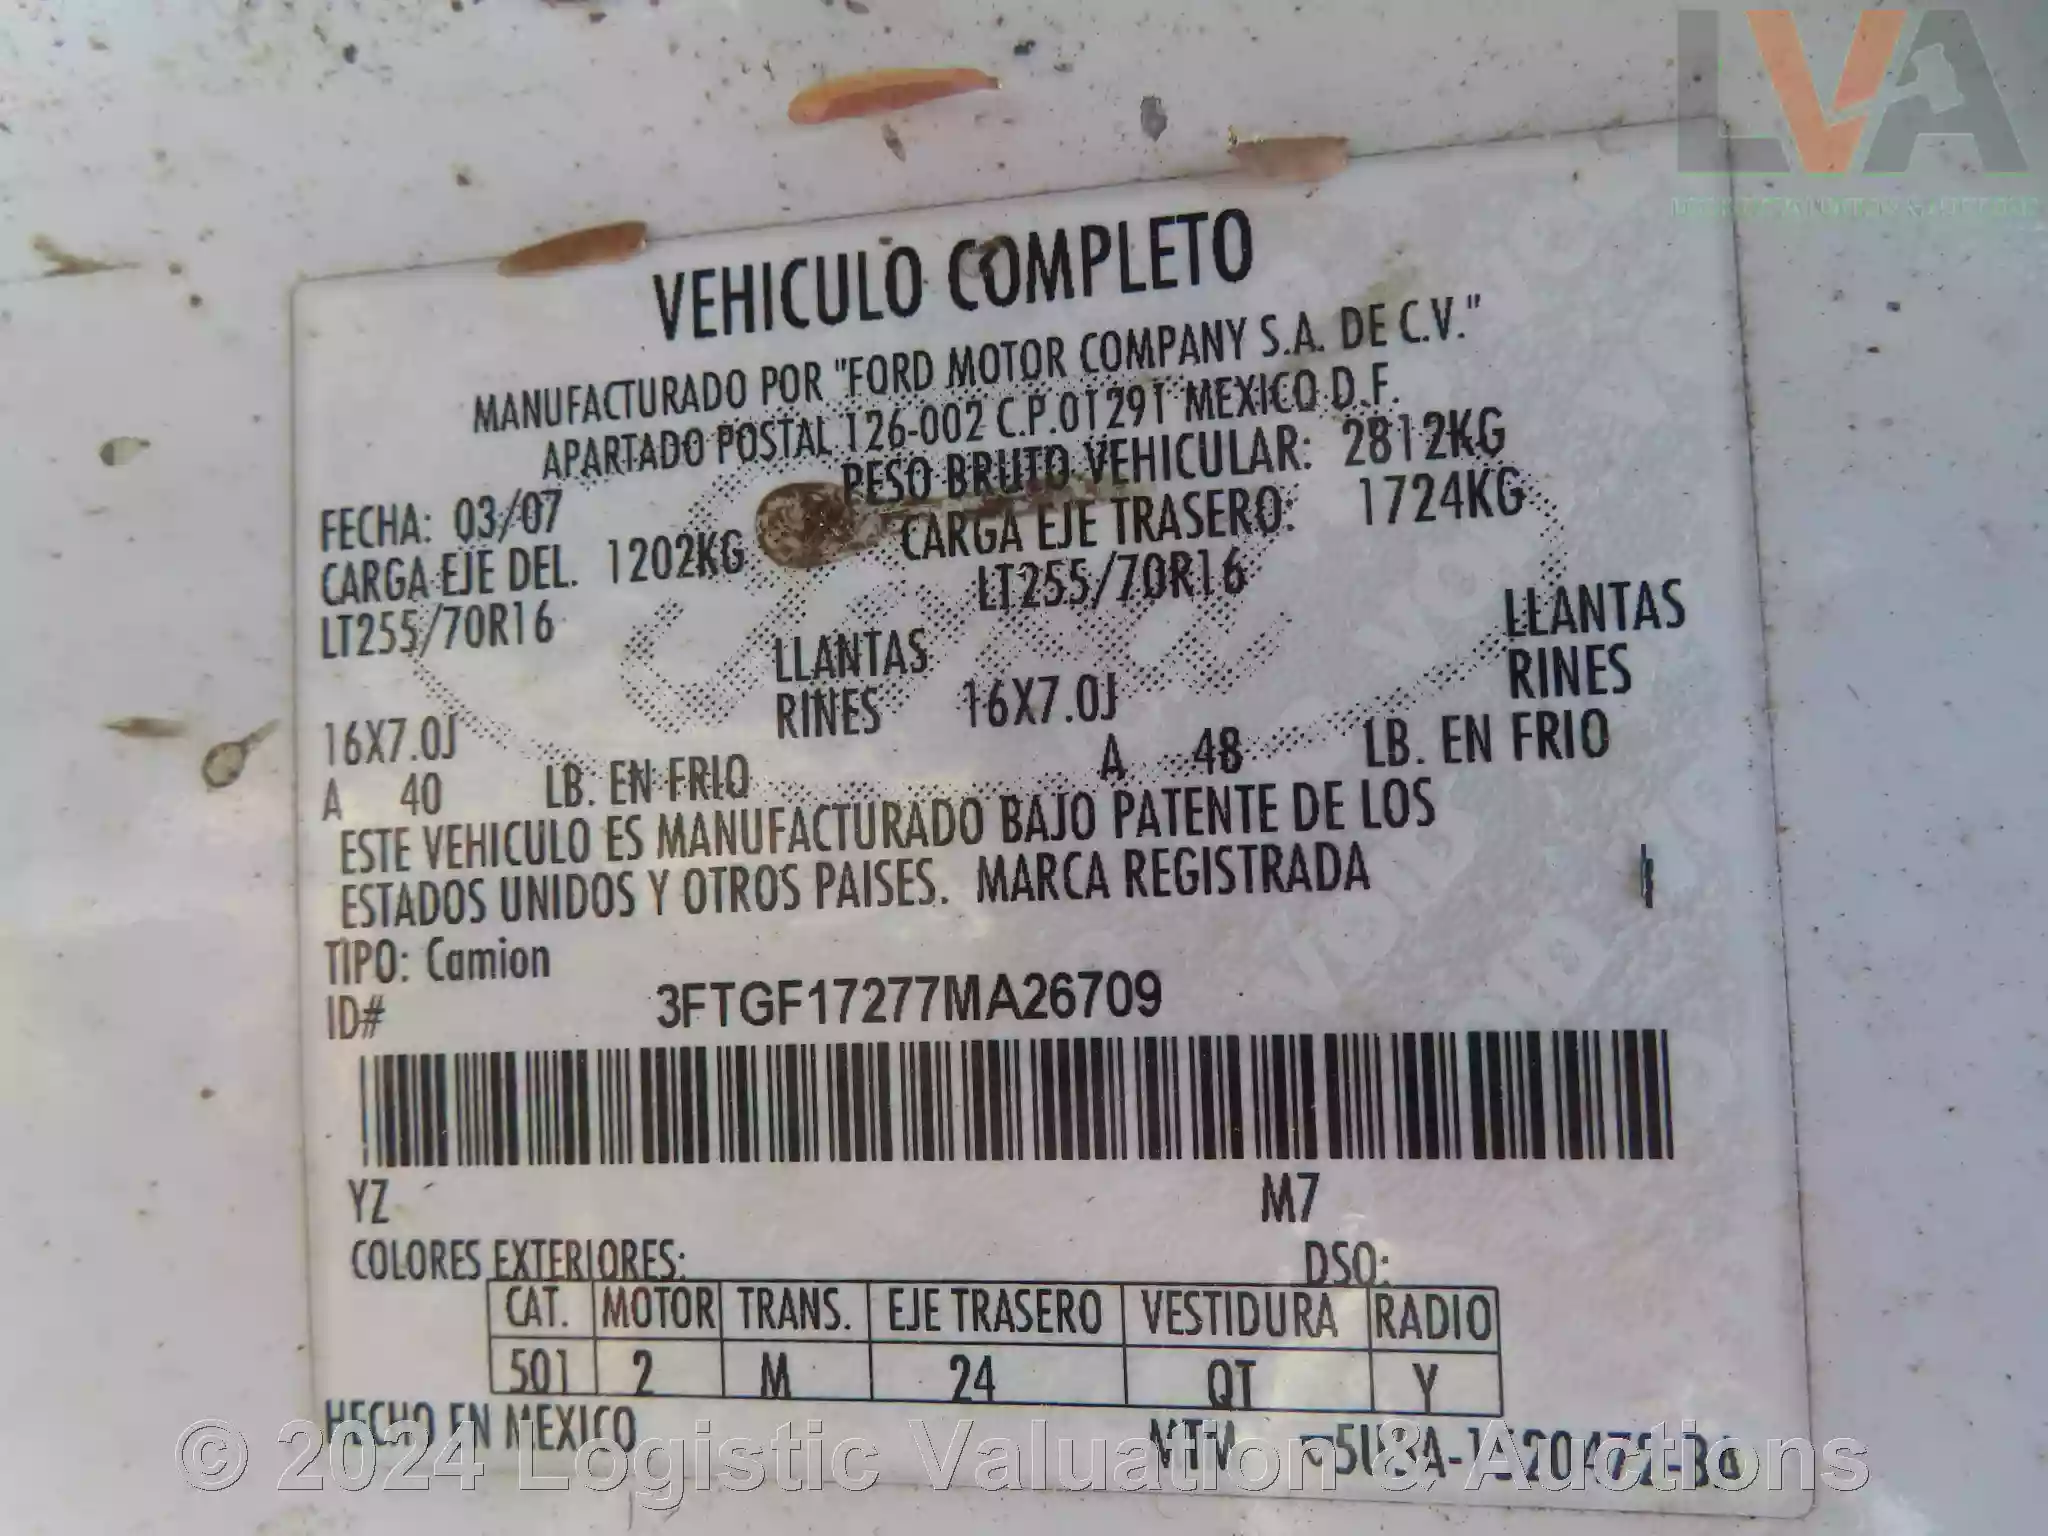 LVA
VEHICULO COMPLETO
MANUFACTURADO POR "FORD MOTOR COMPANY S.A. DE C.V."
APARTADO POSTAL 126-002 C.P.01291 MEXICO D.F.
FECHA: 03/07 PESO BRUTO VEHICULAR: 2812KG
CARGA EJE DEL. 1202KG CARGA EJE TRASERO: 1724KG
LT255/70R16 LLANTAS LT255/70R16 LLANTAS
16X7.0J RINES 16X7.0J RINES
A 40 LB. EN FRIO A 48 LB. EN FRIO
ESTE VEHICULO ES MANUFACTURADO BAJO PATENTE DE LOS
ESTADOS UNIDOS Y OTROS PAISES. MARCA REGISTRADA
TIPO: Camion
ID# 3FTGF17277MA26709
YZ M7
COLORES EXTERIORES: DSO:
CAT. MOTOR TRANS. EJE TRASERO VESTIDURA RADIO
501 2 M 24 QT Y
HECHO EN MEXICO
© 2024 Logistic Valuation & Auctions